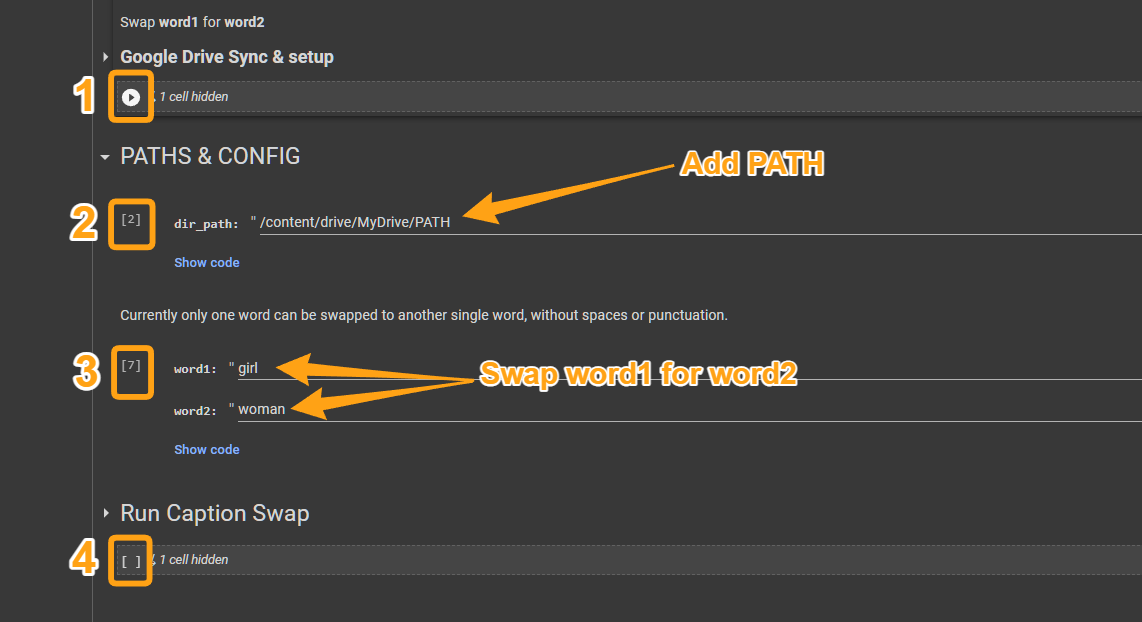 Swap word1 for word2
Google Drive Sync & setup
1
1 cell hidden
PATHS & CONFIG
Add PATH
2
[2]
dir_path: " /content/drive/MyDrive/PATH
Show code
Currently only one word can be swapped to another single word, without spaces or punctuation.
3
[7]
word1: " girl
Swap word1 for word2
word2: " woman
Show code
Run Caption Swap
4
[ ]
1 cell hidden